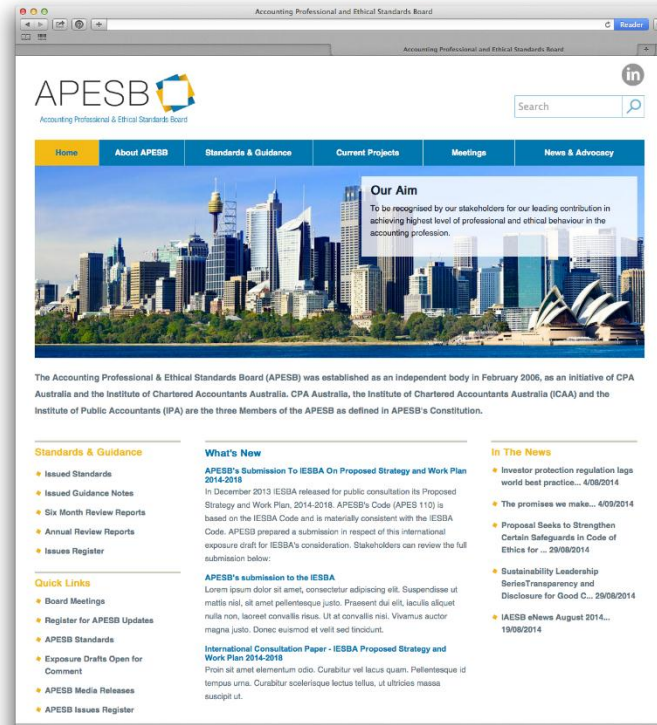 Accounting Professional and Ethical Standards Board
Reader
Accounting Professional and Ethical Standards Board
APESB
Accounting Professional & Ethical Standards Board
in
Search
Home
About APESB
Standards & Guidance
Current Projects
Meetings
News & Advocacy
Our Aim
To be recognised by our stakeholders for our leading contribution in
achieving highest level of professional and ethical behaviour in the
accounting profession.
The Accounting Professional & Ethical Standards Board (APESB) was established as an independent body in February 2006, as an initiative of CPA
Australia and the Institute of Chartered Accountants Australia. CPA Australia, the Institute of Chartered Accountants Australia (ICAA) and the
Institute of Public Accountants (IPA) are the three Members of the APESB as defined in APESB's Constitution.
Standards & Guidance
Issued Standards
Issued Guidance Notes
Six Month Review Reports
Annual Review Reports
Issues Register
Quick Links
Board Meetings
Register for APESB Updates
APESB Standards
Exposure Drafts Open for
Comment
APESB Media Releases
APESB Issues Register
What's New
APESB's Submission To IESBA On Proposed Strategy and Work Plan
2014-2018
In December 2013 IESBA released for public consultation its Proposed
Strategy and Work Plan, 2014-2018. APESB's Code (APES 110) is
based on the IESBA Code and is materially consistent with the IESBA
Code. APESB prepared a submission in respect of this international
exposure draft for IESBA's consideration. Stakeholders can review the full
submission below:
APESB's submission to the IESBA
Lorem ipsum dolor sit amet, consectetur adipiscing elit. Suspendisse ut
mattis nisl, sit amet pellentesque justo. Praesent dui elit, iaculis aliquet
nulla non, laoreet convallis risus. Ut at convallis nisi. Vivamus auctor
magna justo. Donec euismod et velit sed tincidunt.
International Consultation Paper - IESBA Proposed Strategy and
Work Plan 2014-2018
Proin sit amet elementum odio. Curabitur vel lacus quam. Pellentesque id
tempus urna. Curabitur scelerisque lectus tellus, ut ultricies massa
suscipit ut.
In The News
Investor protection regulation lags
world best practice... 4/08/2014
The promises we make... 4/09/2014
Proposal Seeks to Strengthen
Certain Safeguards in Code of
Ethics for ... 29/08/2014
Sustainability Leadership
SeriesTransparency and
Disclosure for Good C... 29/08/2014
IAESB eNews August 2014...
19/08/2014